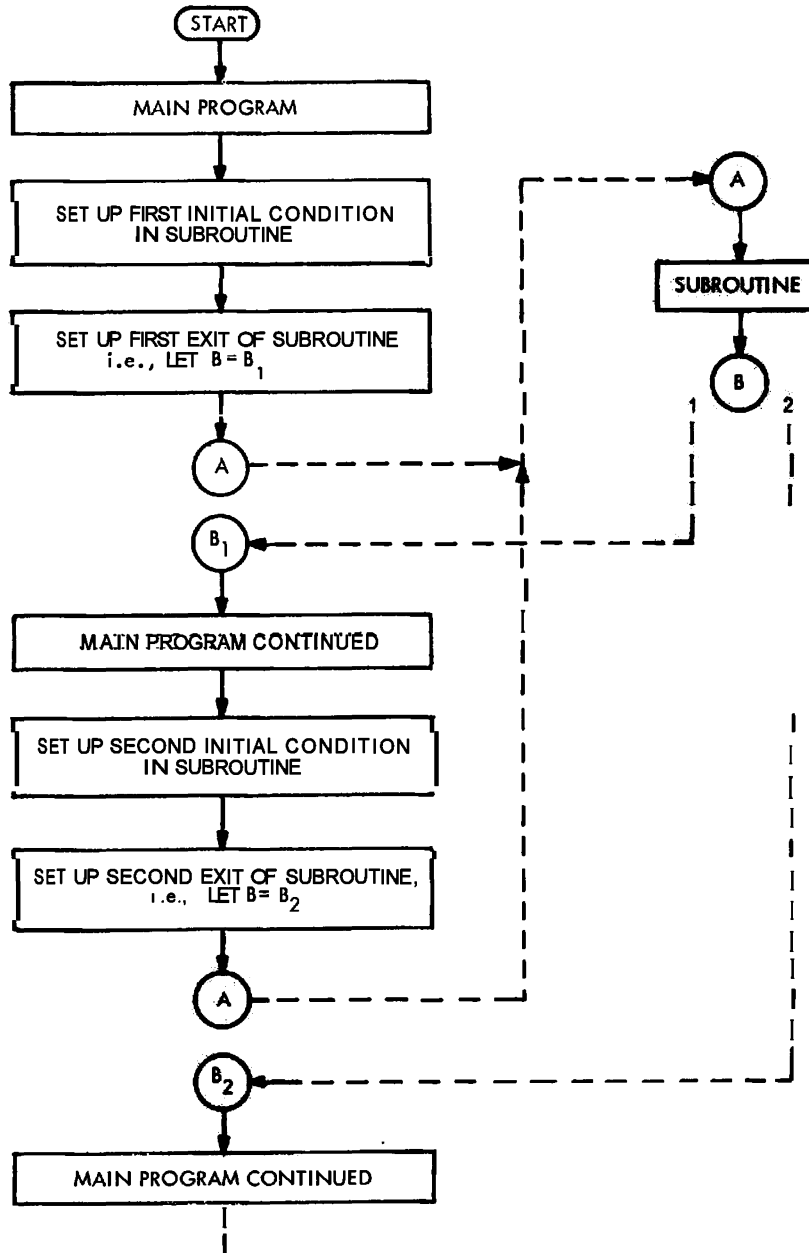 START
MAIN PROGRAM
SET UP FIRST INITIAL CONDITION
IN SUBROUTINE
SET UP FIRST EXIT OF SUBROUTINE
i.e., LET B = B1
A
B1
MAIN PROGRAM CONTINUED
SET UP SECOND INITIAL CONDITION
IN SUBROUTINE
SET UP SECOND EXIT OF SUBROUTINE,
i.e., LET B = B2
A
B2
MAIN PROGRAM CONTINUED
A
SUBROUTINE
B
1 2